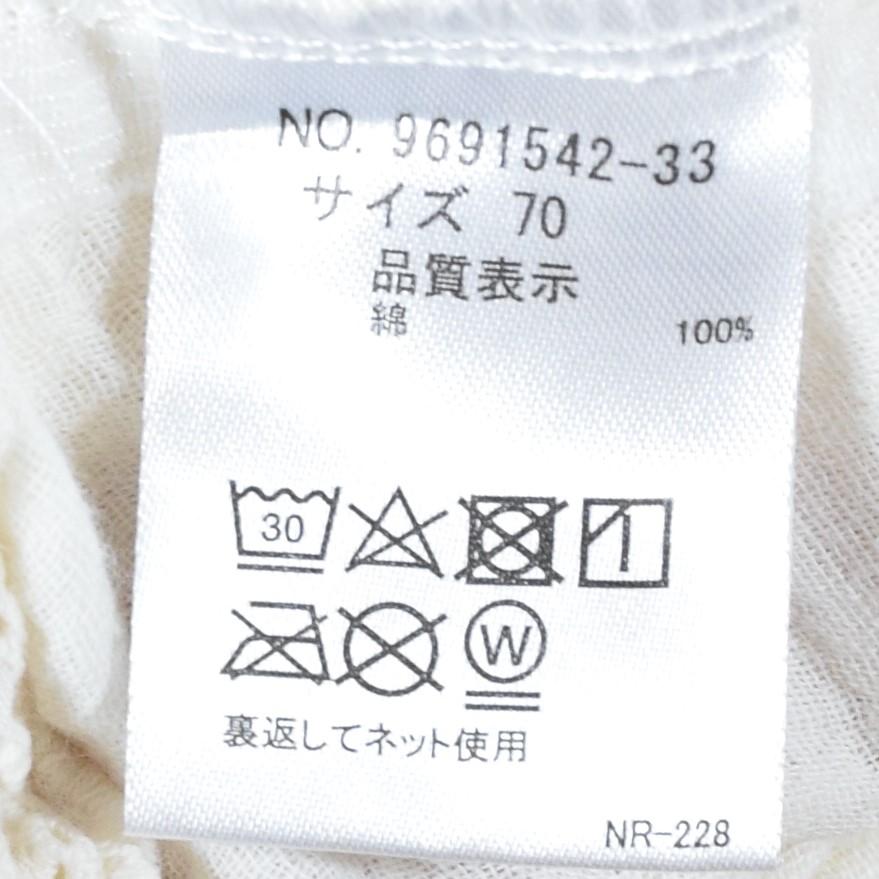 NO. 9691542-33
サイズ 70
品質表示
綿 100%
30
W
裏返してネット使用
NR-228